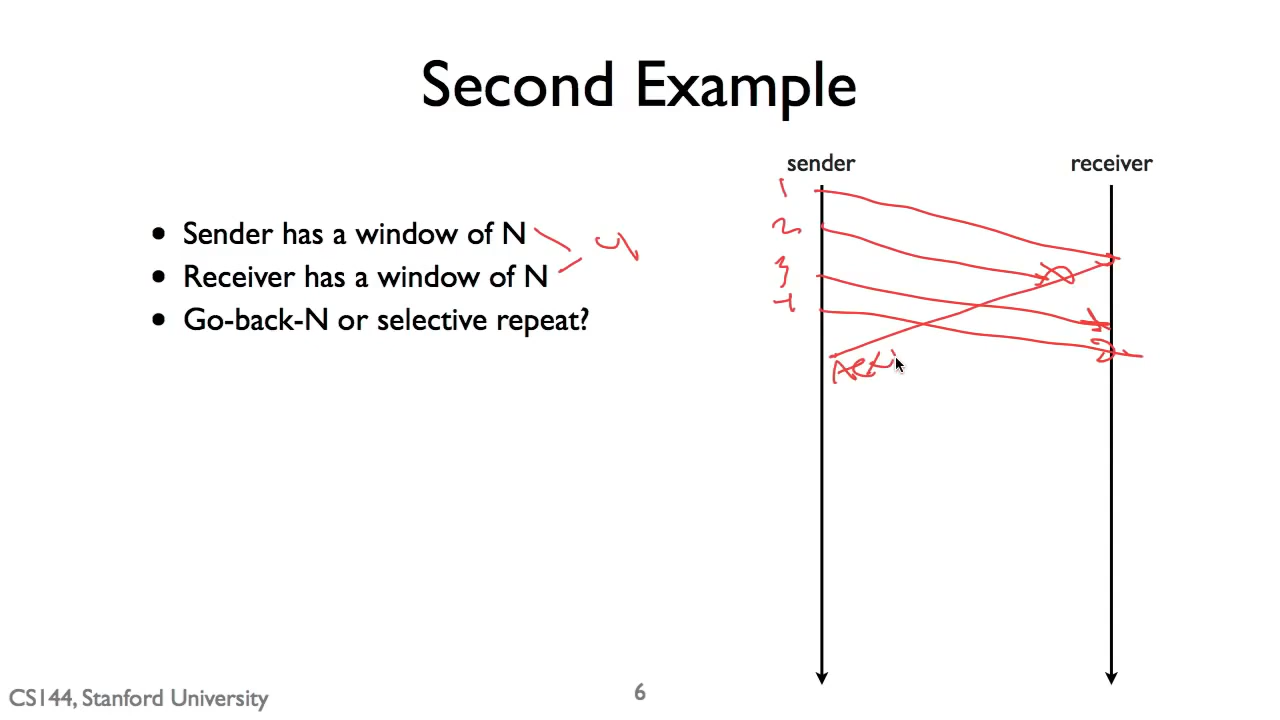 Second Example
sender
receiver
1
2
3
4
• Sender has a window of N
• Receiver has a window of N
4
• Go-back-N or selective repeat?
CS144, Stanford University
6